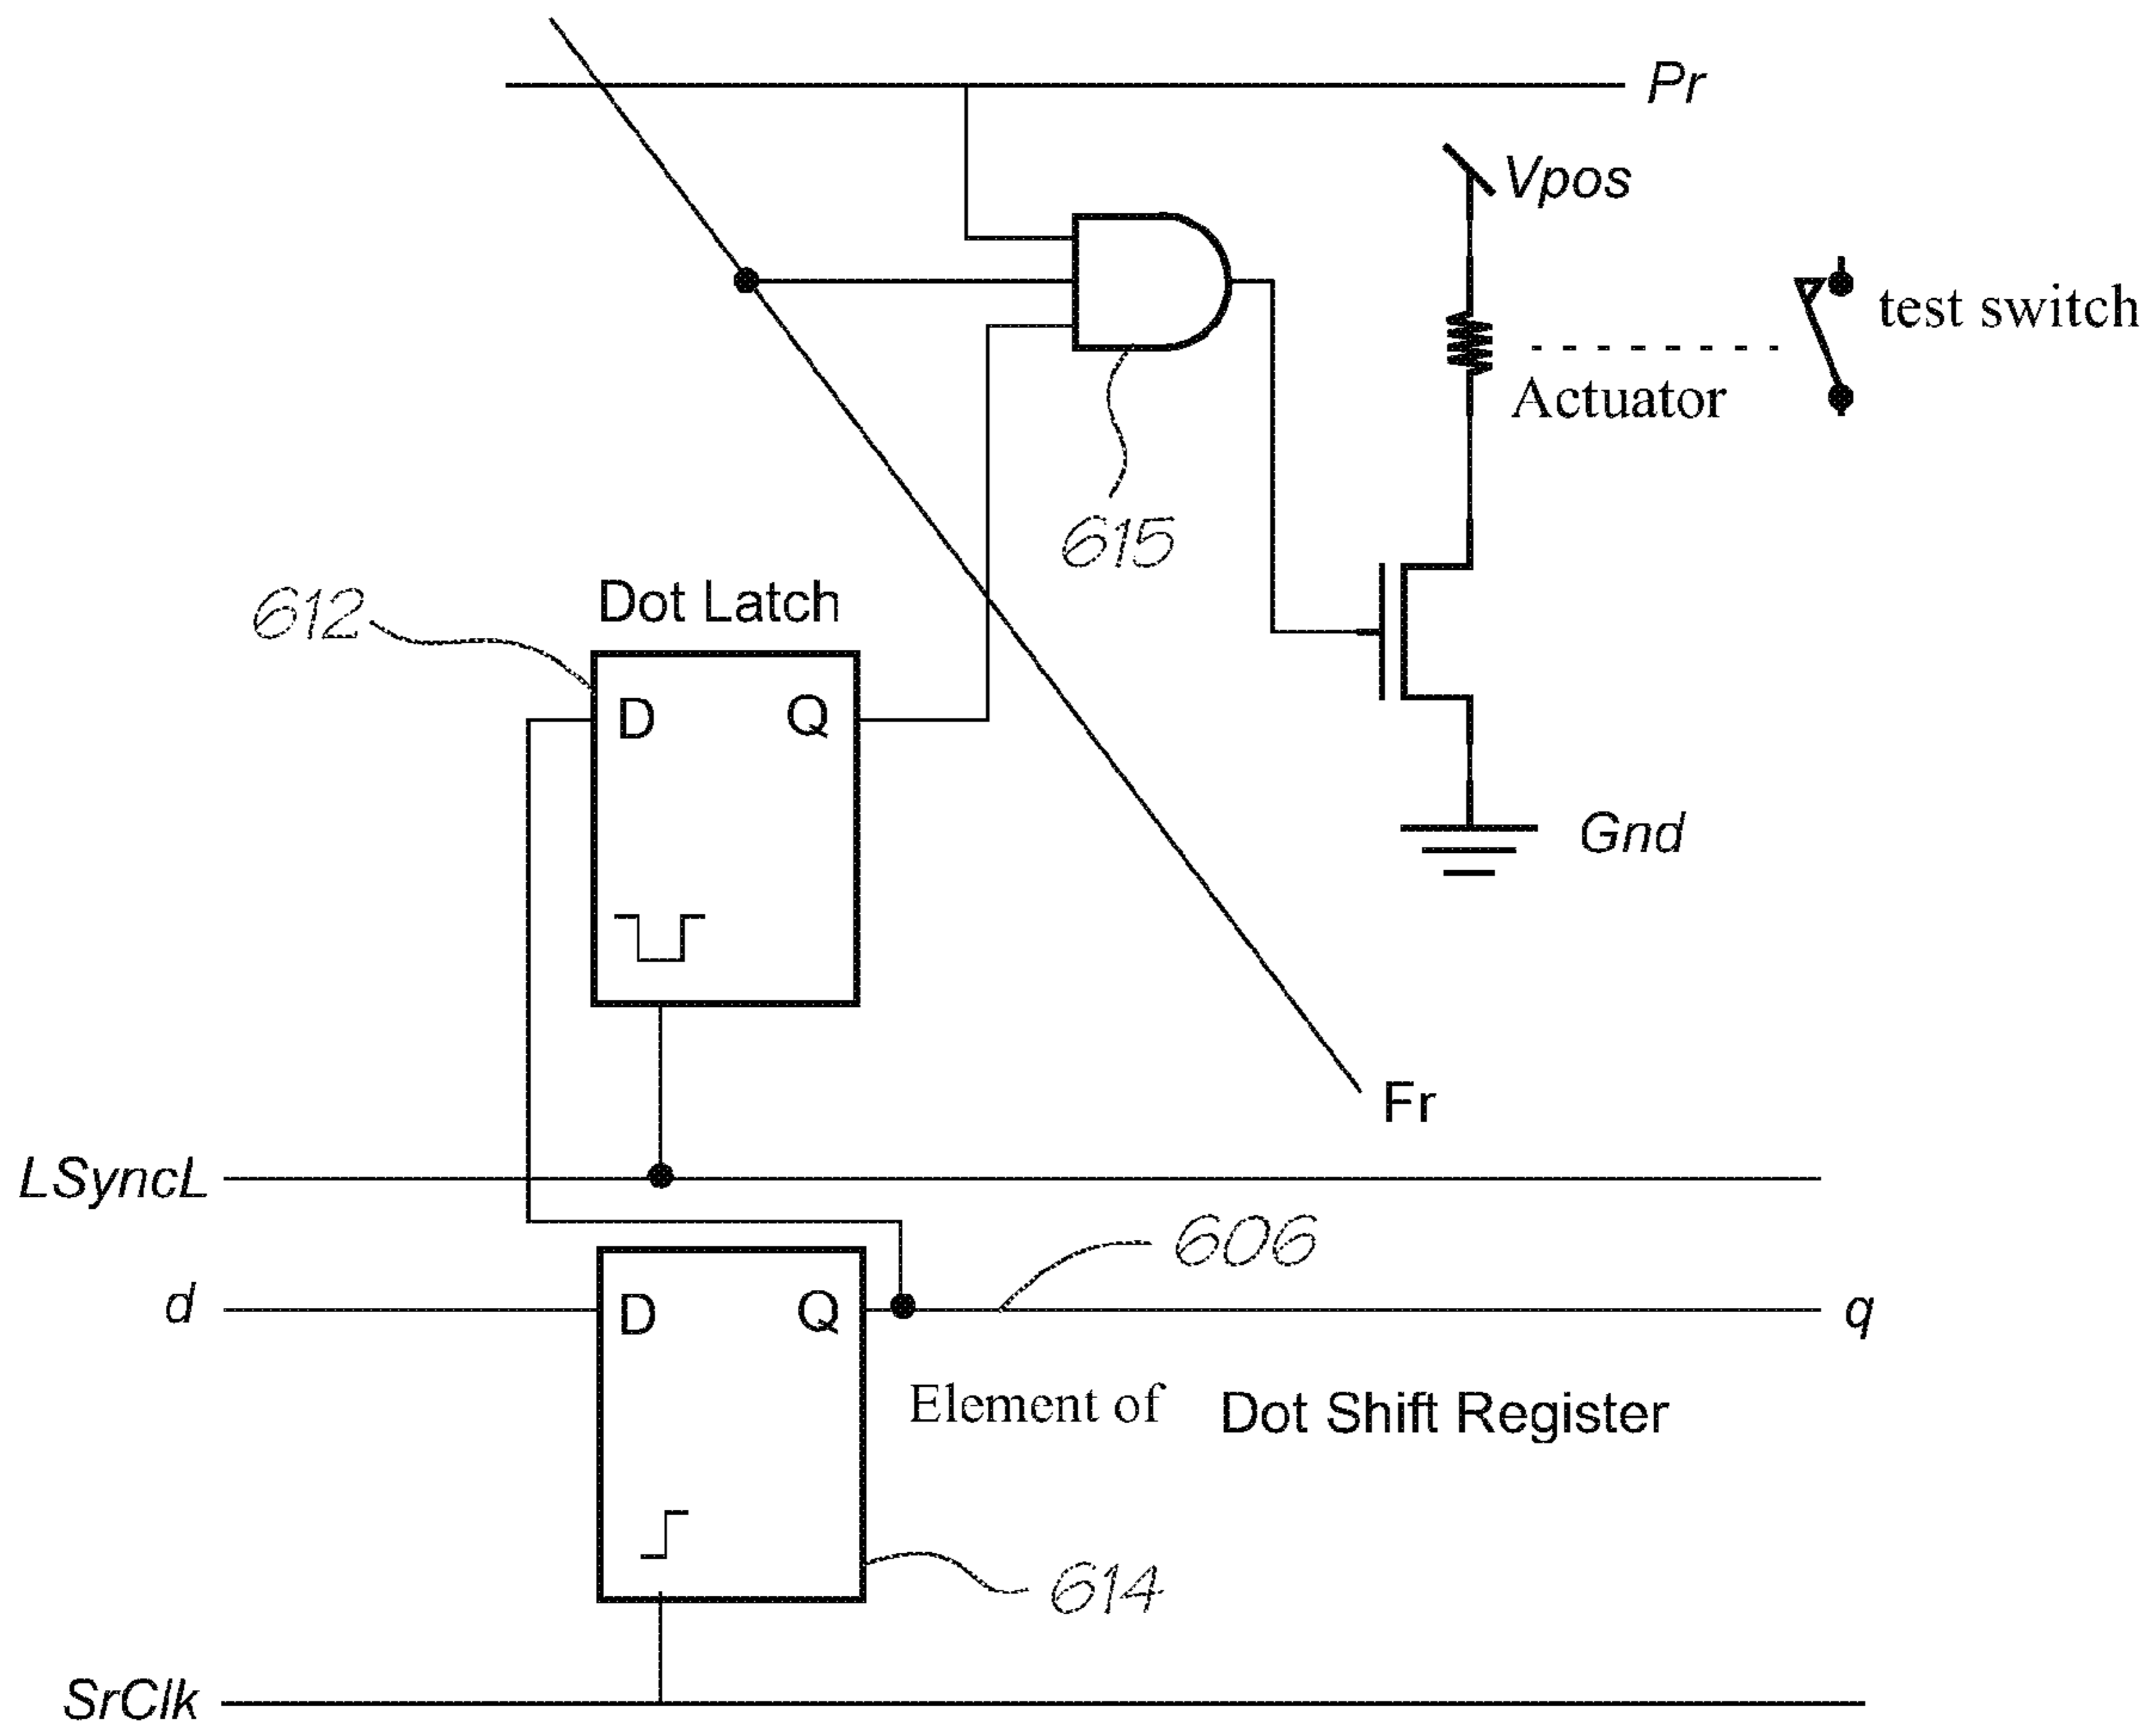 Pr
Vpos
test switch
Actuator
615
612
Dot Latch
D Q
Gnd
Fr
LSyncL
606
d D Q q
Element of Dot Shift Register
614
SrClk